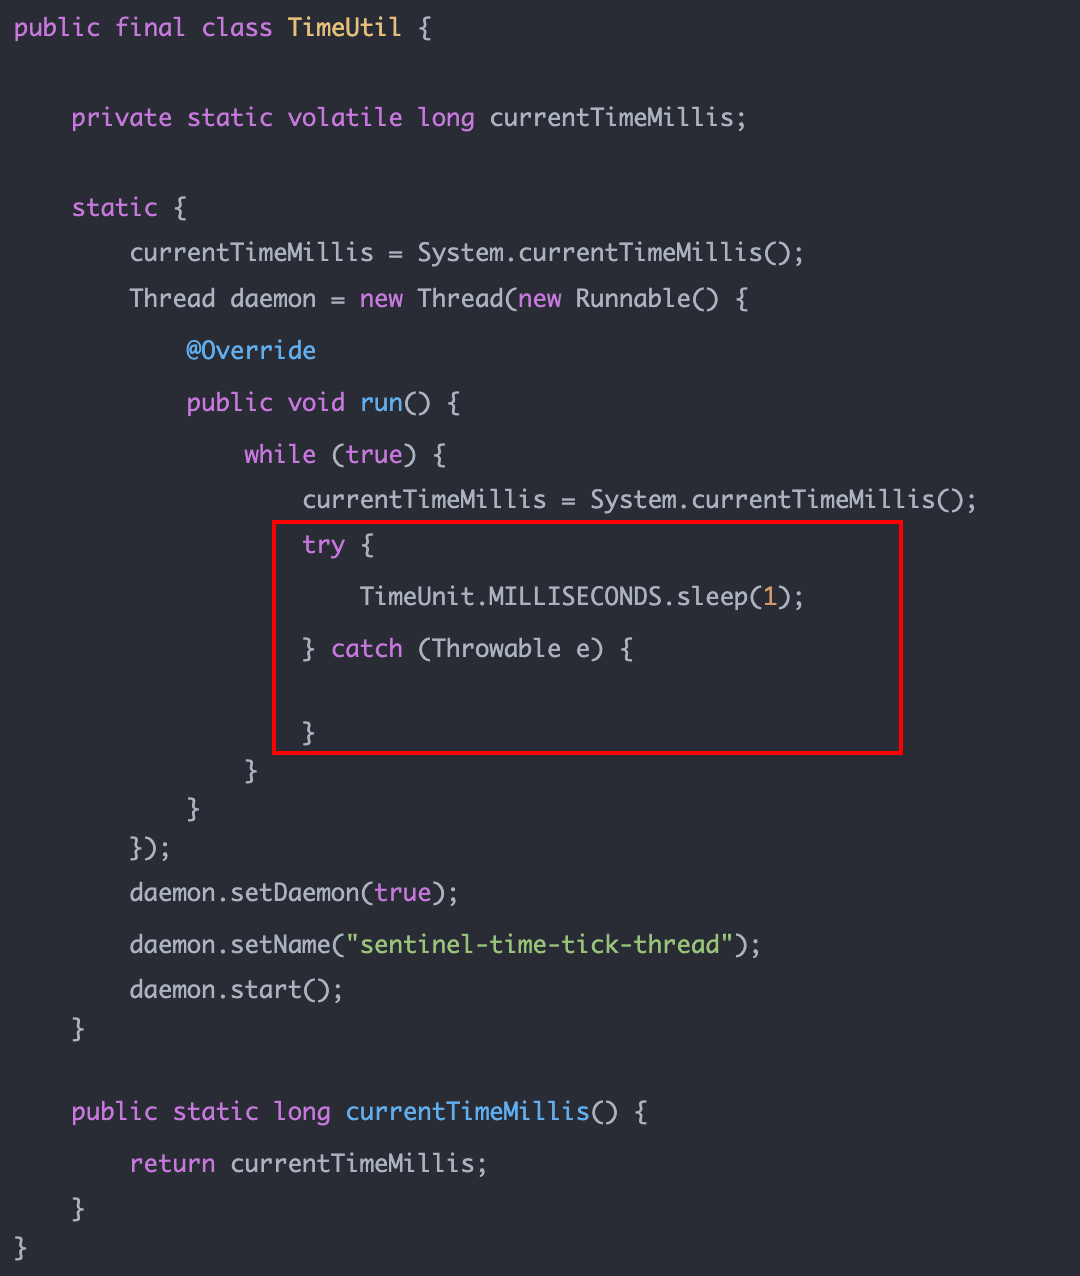 public final class TimeUtil {
private static volatile long currentTimeMillis;
static {
currentTimeMillis = System.currentTimeMillis();
Thread daemon = new Thread(new Runnable() {
@Override
public void run() {
while (true) {
currentTimeMillis = System.currentTimeMillis();
try {
TimeUnit.MILLISECONDS.sleep(1);
} catch (Throwable e) {
}
}
}
});
daemon.setDaemon(true);
daemon.setName("sentinel-time-tick-thread");
daemon.start();
}
public static long currentTimeMillis() {
return currentTimeMillis;
}
}